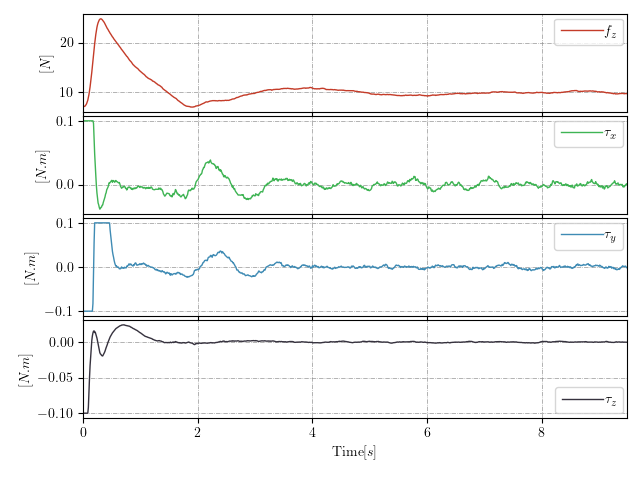 20
10
[N]
f_z
0.1
0.0
[N.m]
τ_x
0.1
0.0
−0.1
[N.m]
τ_y
0.00
−0.05
−0.10
[N.m]
τ_z
0 2 4 6 8
Time[s]